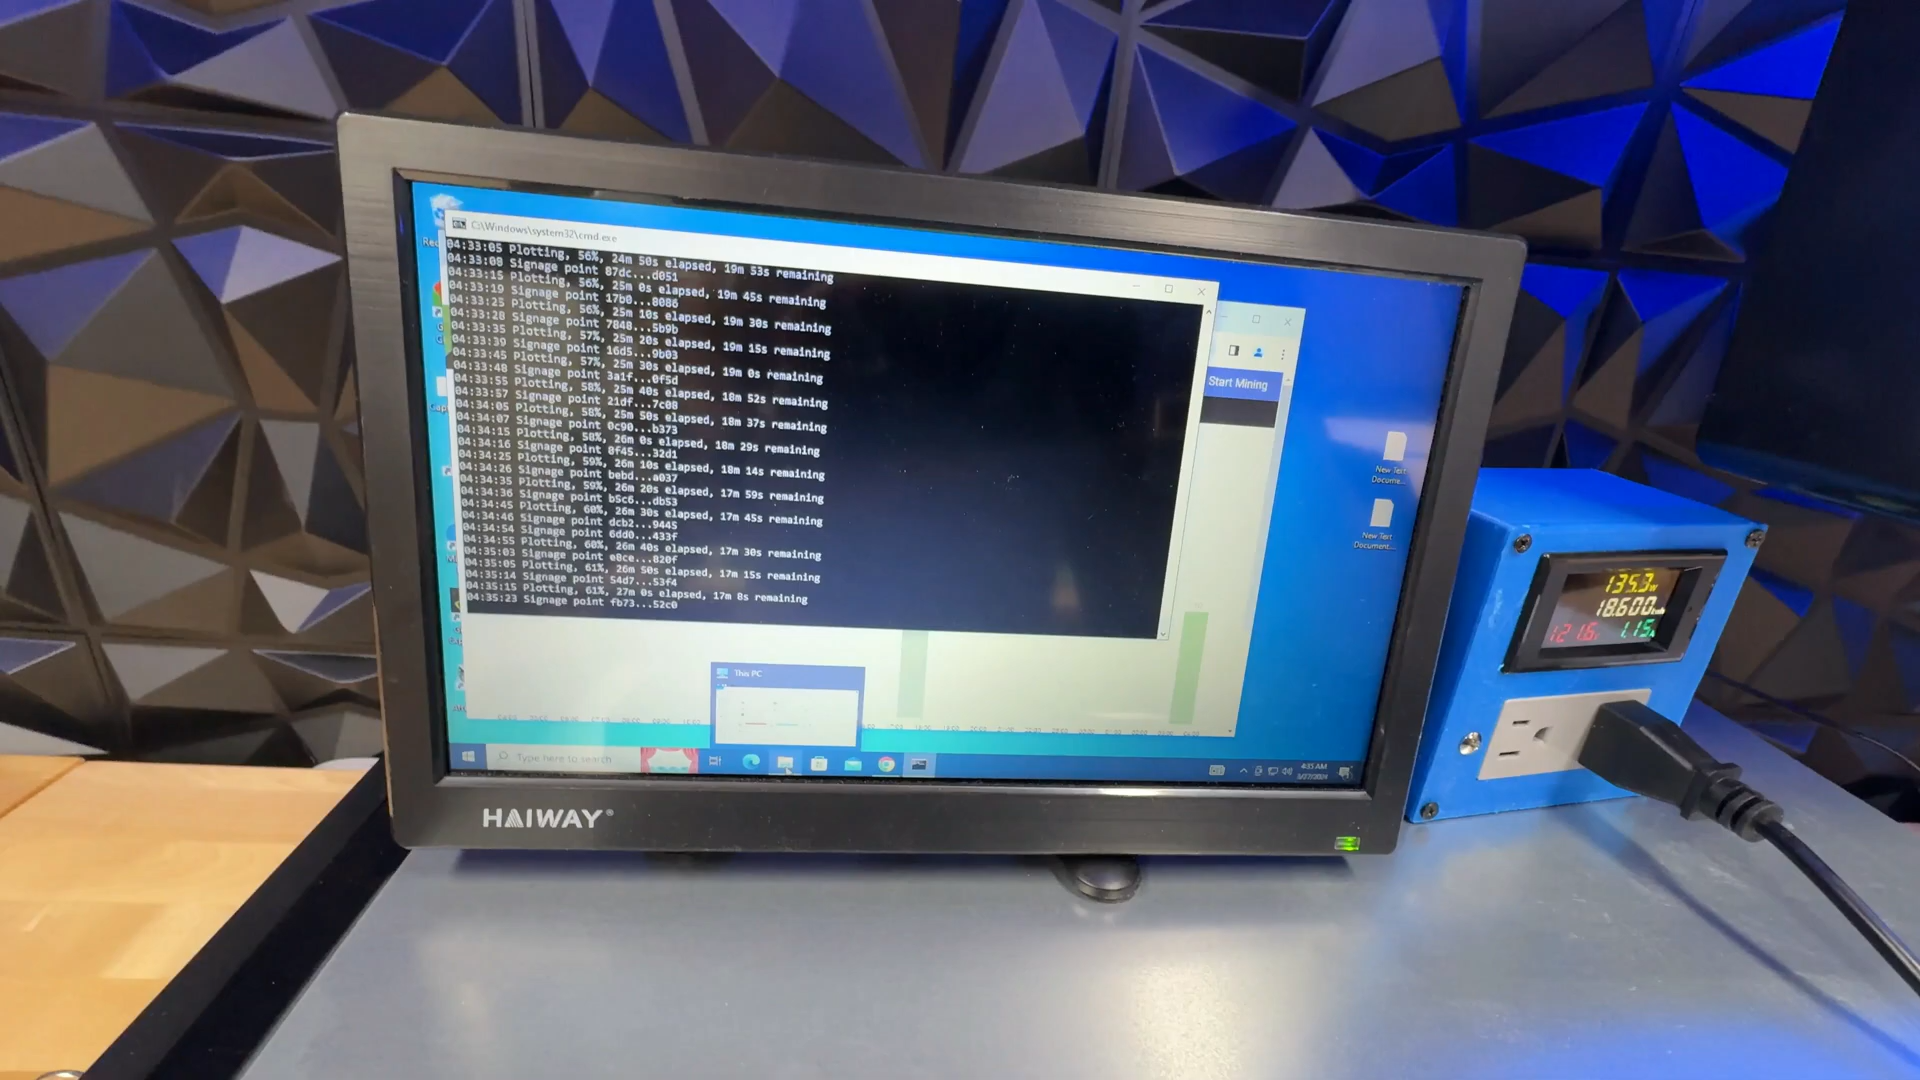 C:\Windows\system32\cmd.exe
04:33:05 Plotting, 56%, 24m 50s elapsed, 19m 53s remaining
04:33:08 Signage point 87dc...d051
04:33:15 Plotting, 56%, 25m 0s elapsed, 19m 45s remaining
04:33:19 Signage point 17b0...8086
04:33:25 Plotting, 56%, 25m 10s elapsed, 19m 30s remaining
04:33:28 Signage point 7848...5b9b
04:33:35 Plotting, 57%, 25m 20s elapsed, 19m 15s remaining
04:33:39 Signage point 16d5...9b03
04:33:45 Plotting, 57%, 25m 30s elapsed, 19m 0s remaining
04:33:48 Signage point 3a1f...0f5d
04:33:55 Plotting, 58%, 25m 40s elapsed, 18m 52s remaining
04:33:57 Signage point 21df...7c08
04:34:05 Plotting, 58%, 25m 50s elapsed, 18m 37s remaining
04:34:07 Signage point 0c90...b373
04:34:15 Plotting, 58%, 26m 0s elapsed, 18m 29s remaining
04:34:16 Signage point 0f45...32d1
04:34:25 Plotting, 59%, 26m 10s elapsed, 18m 14s remaining
04:34:26 Signage point bebd...a037
04:34:35 Plotting, 59%, 26m 20s elapsed, 17m 59s remaining
04:34:36 Signage point b5c6...db53
04:34:45 Plotting, 60%, 26m 30s elapsed, 17m 45s remaining
04:34:46 Signage point dcb2...9445
04:34:54 Signage point 6dd0...433f
04:34:55 Plotting, 60%, 26m 40s elapsed, 17m 30s remaining
04:35:03 Signage point e8ce...820f
04:35:05 Plotting, 61%, 26m 50s elapsed, 17m 15s remaining
04:35:14 Signage point 54d7...53f4
04:35:15 Plotting, 61%, 27m 0s elapsed, 17m 8s remaining
04:35:23 Signage point fb73...52c0
Start Mining
New Text
Docume...
New Text
Document...
This PC
Type here to search
4:35 AM
3/27/2024
HAIWAY®
135.3W
18.600
121.6V 1.15A